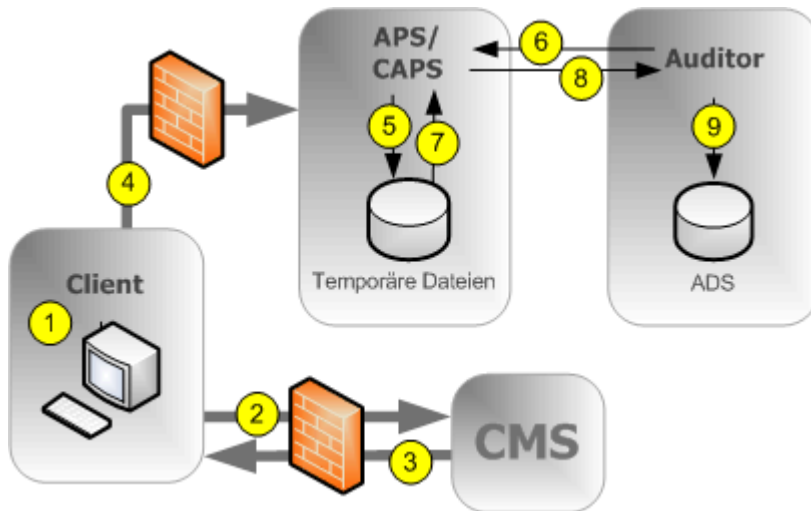 APS/
CAPS
6
Auditor
8
5
7
9
4
Temporäre Dateien
ADS
Client
1
2
CMS
3